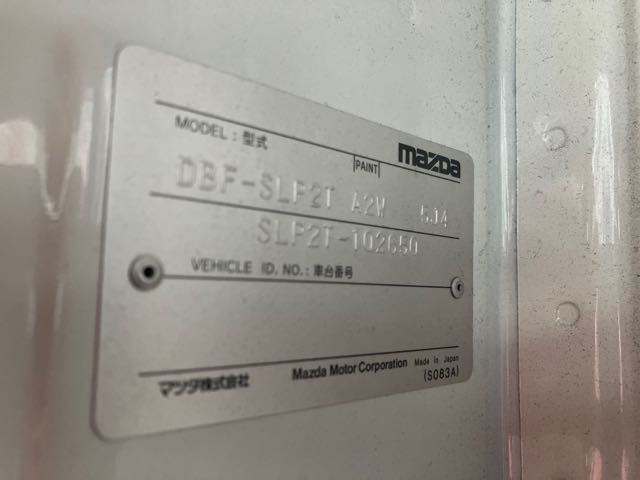 mazda
MODEL : 型式
PAINT
DBF-SLP2T A2W 5J4
SLP2T-102650
VEHICLE ID. NO. : 車台番号
マツダ株式会社 Mazda Motor Corporation Made in Japan
(S083A)